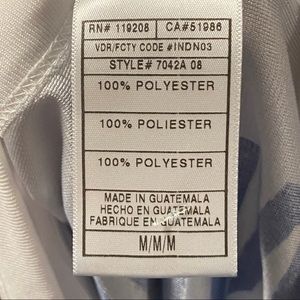 RN# 119208 CA#51986
VDR/FCTY CODE #INDN03
STYLE# 7042A 08
100% POLYESTER
100% POLIESTER
100% POLYESTER
MADE IN GUATEMALA
HECHO EN GUATEMALA
FABRIQUE EN GUATEMALA
M/M/M